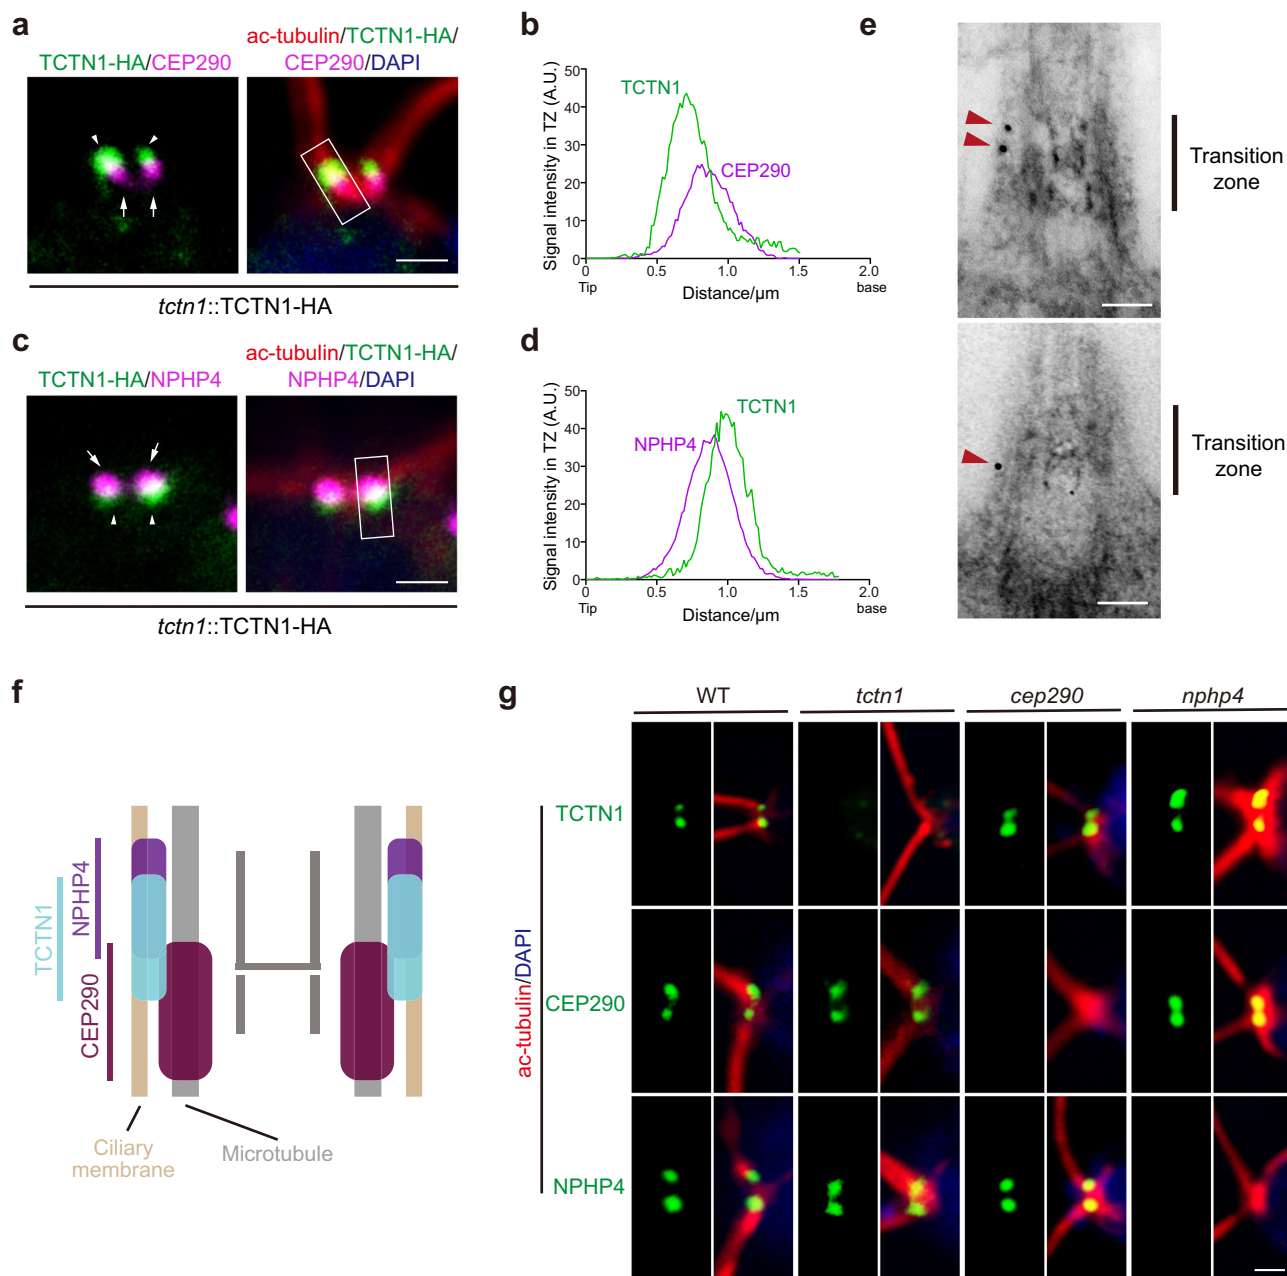 a
TCTN1-HA/CEP290
ac-tubulin/TCTN1-HA/
CEP290/DAPI
tctn1::TCTN1-HA
b
Signal intensity in TZ (A.U.)
50
40
30
20
10
0
TCTN1
CEP290
0
0.5
1.0
1.5
2.0
Tip
Distance/µm
base
c
TCTN1-HA/NPHP4
ac-tubulin/TCTN1-HA/
NPHP4/DAPI
tctn1::TCTN1-HA
d
Signal intensity in TZ (A.U.)
50
40
30
20
10
0
NPHP4
TCTN1
0
0.5
1.0
1.5
2.0
Tip
Distance/µm
base
e
Transition
zone
Transition
zone
f
TCTN1
NPHP4
CEP290
Ciliary
membrane
Microtubule
g
WT
tctn1
cep290
nphp4
ac-tubulin/DAPI
TCTN1
CEP290
NPHP4